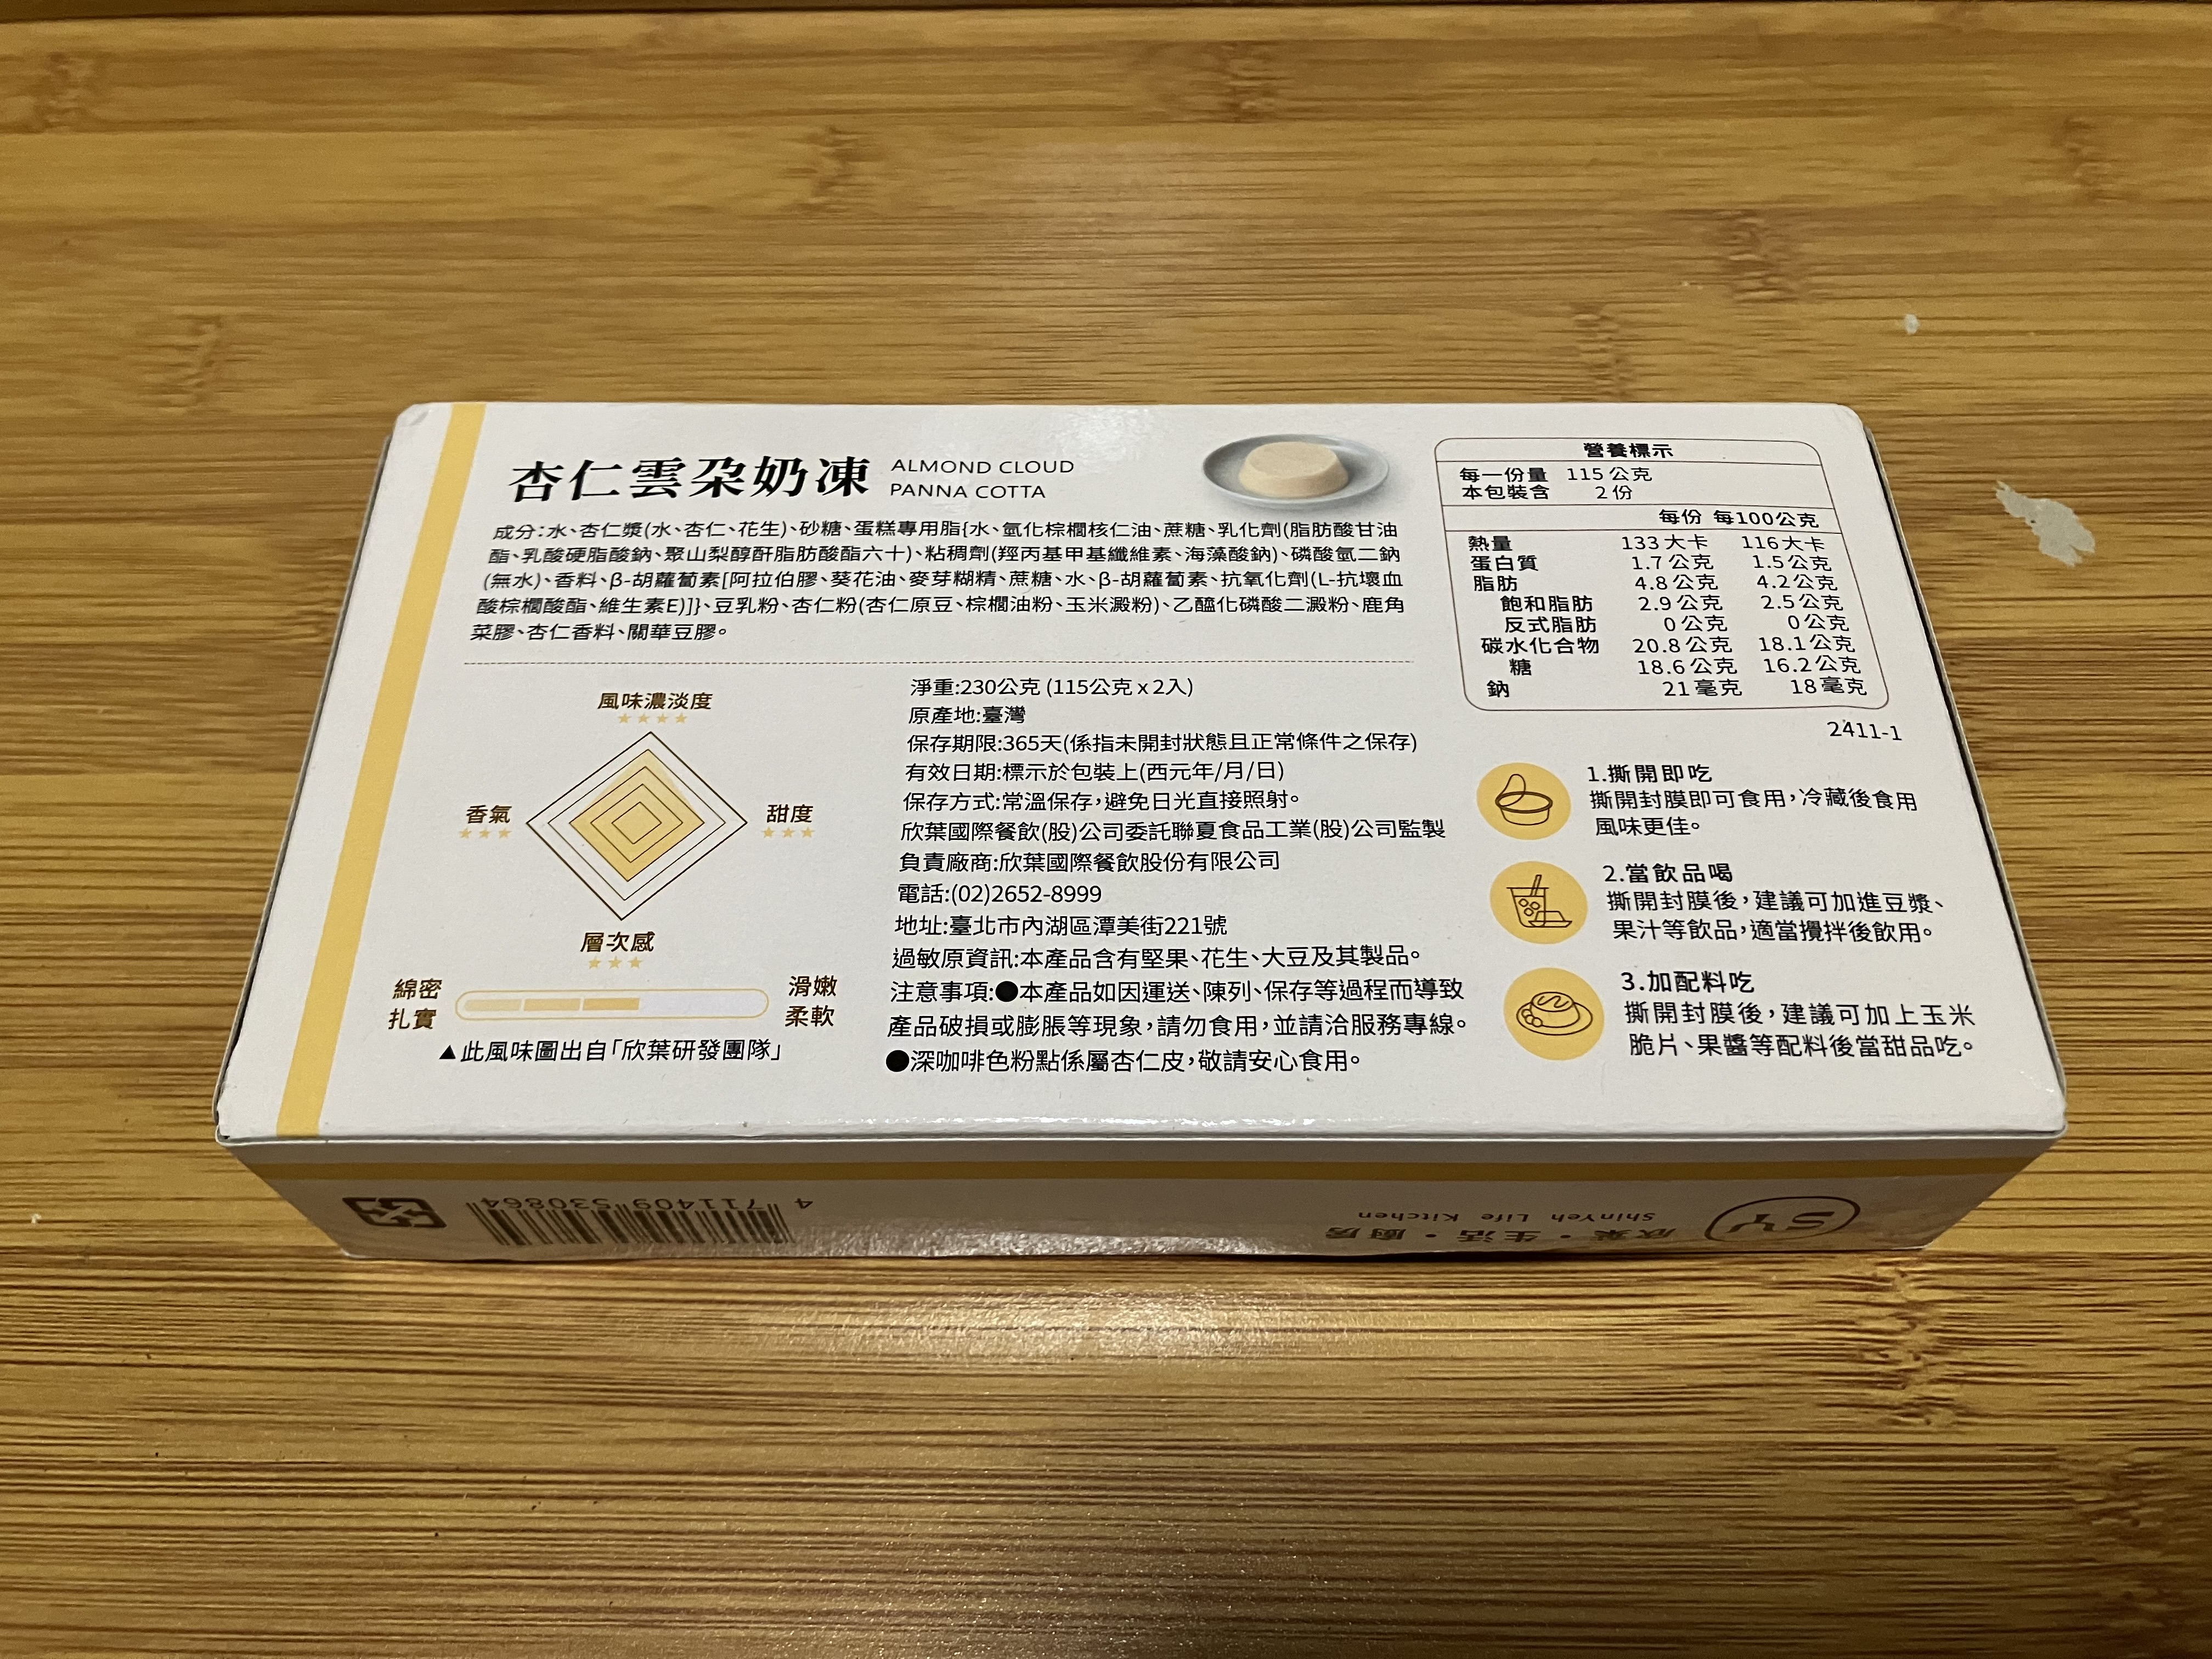 杏仁雲朶奶凍
ALMOND CLOUD
PANNA COTTA
成分:水、杏仁漿(水、杏仁、花生)、砂糖、蛋糕專用脂{水、氫化棕櫚核仁油、蔗糖、乳化劑(脂肪酸甘油
酯、乳酸硬脂酸鈉、聚山梨醇酐脂肪酸酯六十)、粘稠劑(羥丙基甲基纖維素、海藻酸鈉)、磷酸氫二鈉
(無水)、香料、β-胡蘿蔔素[阿拉伯膠、葵花油、麥芽糊精、蔗糖、水、β-胡蘿蔔素、抗氧化劑(L-抗壞血
酸棕櫚酸酯、維生素E)]}、豆乳粉、杏仁粉(杏仁原豆、棕櫚油粉、玉米澱粉)、乙醯化磷酸二澱粉、鹿角
菜膠、杏仁香料、關華豆膠。
風味濃淡度
★★★★
香氣
★★★
甜度
★★★
層次感
★★★
綿密
扎實
滑嫩
柔軟
▲此風味圖出自「欣葉研發團隊」
淨重:230公克 (115公克 x 2入)
原產地:臺灣
保存期限:365天(係指未開封狀態且正常條件之保存)
有效日期:標示於包裝上(西元年/月/日)
保存方式:常溫保存,避免日光直接照射。
欣葉國際餐飲(股)公司委託聯夏食品工業(股)公司監製
負責廠商:欣葉國際餐飲股份有限公司
電話:(02)2652-8999
地址:臺北市內湖區潭美街221號
過敏原資訊:本產品含有堅果、花生、大豆及其製品。
注意事項:●本產品如因運送、陳列、保存等過程而導致
產品破損或膨脹等現象,請勿食用,並請洽服務專線。
●深咖啡色粉點係屬杏仁皮,敬請安心食用。
營養標示
每一份量 115公克
本包裝含 2份
每份 每100公克
熱量 133大卡 116大卡
蛋白質 1.7公克 1.5公克
脂肪 4.8公克 4.2公克
飽和脂肪 2.9公克 2.5公克
反式脂肪 0公克 0公克
碳水化合物 20.8公克 18.1公克
糖 18.6公克 16.2公克
鈉 21毫克 18毫克
2411-1
1.撕開即吃
撕開封膜即可食用,冷藏後食用
風味更佳。
2.當飲品喝
撕開封膜後,建議可加進豆漿、
果汁等飲品,適當攪拌後飲用。
3.加配料吃
撕開封膜後,建議可加上玉米
脆片、果醬等配料後當甜品吃。
SY
欣葉・生活・廚房
ShinYeh Life Kitchen
4 711409 530864